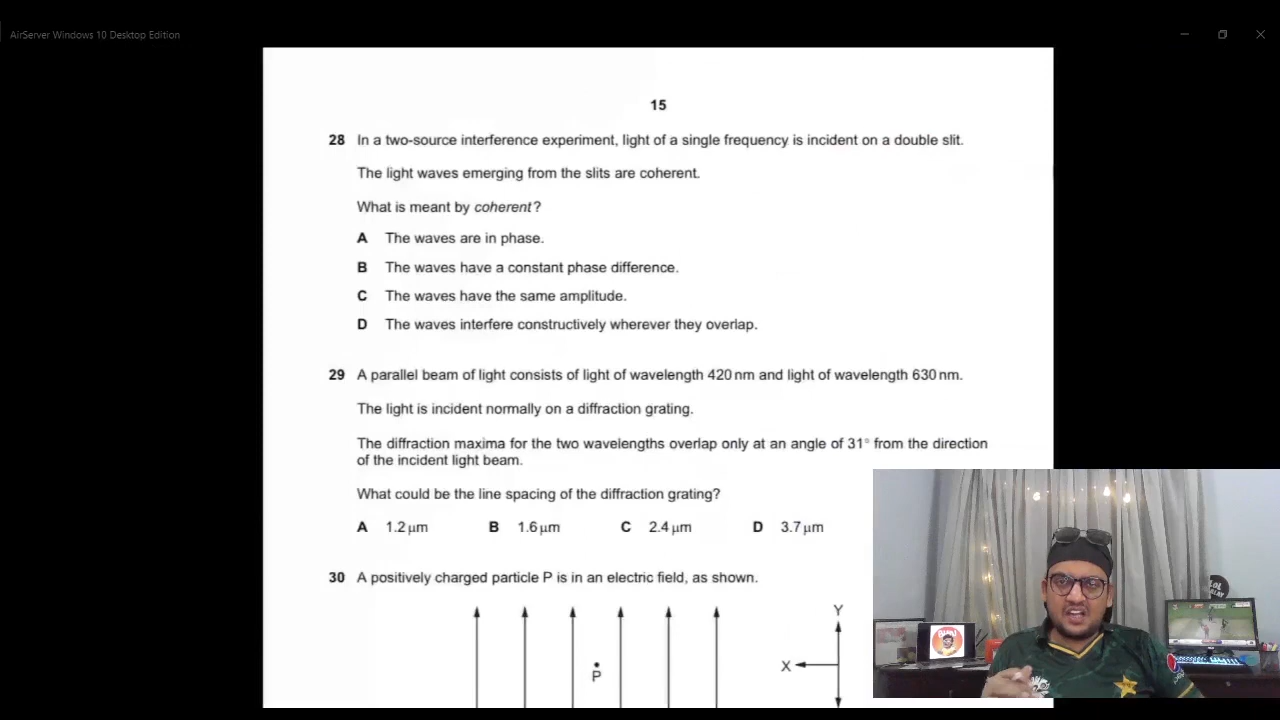 AirServer Windows 10 Desktop Edition
15
28 In a two-source interference experiment, light of a single frequency is incident on a double slit.
The light waves emerging from the slits are coherent.
What is meant by coherent?
A The waves are in phase.
B The waves have a constant phase difference.
C The waves have the same amplitude.
D The waves interfere constructively wherever they overlap.
29 A parallel beam of light consists of light of wavelength 420 nm and light of wavelength 630 nm.
The light is incident normally on a diffraction grating.
The diffraction maxima for the two wavelengths overlap only at an angle of 31° from the direction
of the incident light beam.
What could be the line spacing of the diffraction grating?
A 1.2 μm B 1.6 μm C 2.4 μm D 3.7 μm
30 A positively charged particle P is in an electric field, as shown.
Y
X
P
LOL